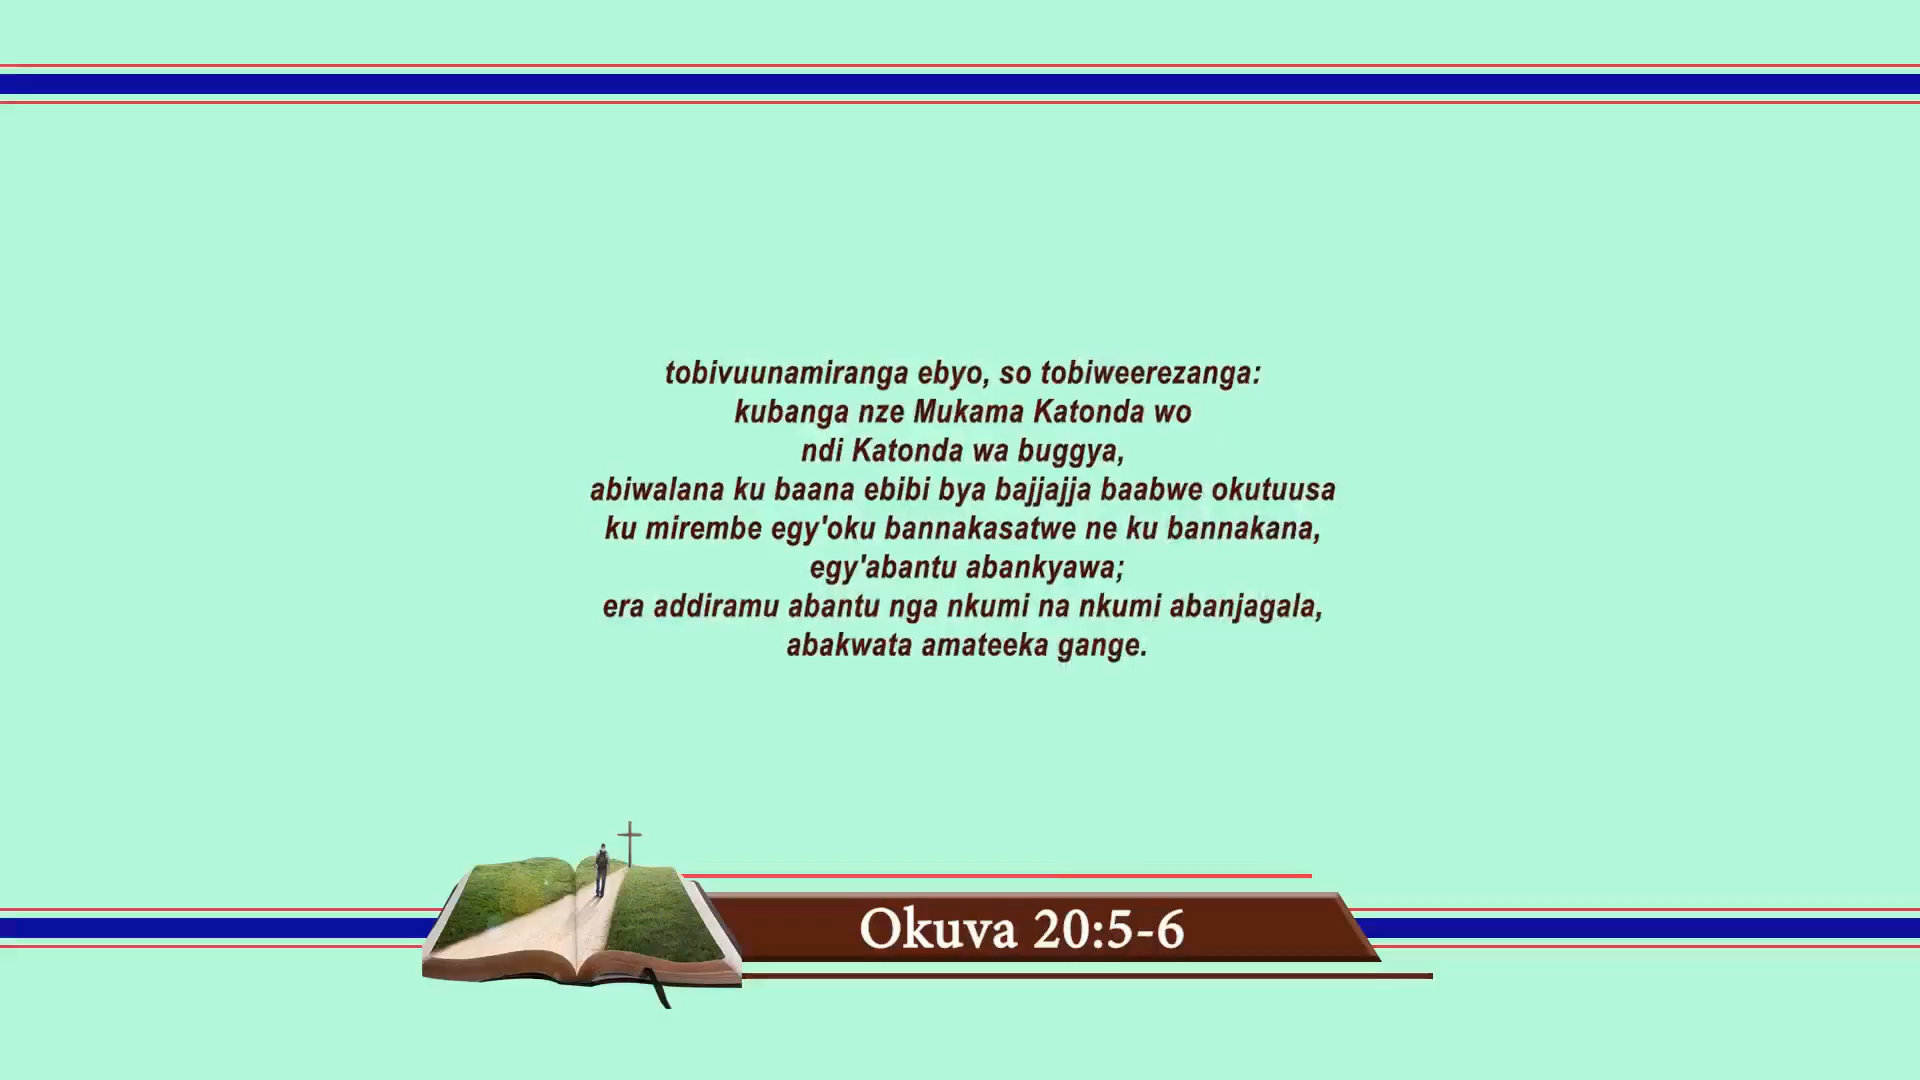 tobivuunamiranga ebyo, so tobiweerezanga:
kubanga nze Mukama Katonda wo
ndi Katonda wa buggya,
abiwalana ku baana ebibi bya bajjajja baabwe okutuusa
ku mirembe egy'oku bannakasatwe ne ku bannakana,
egy'abantu abankyawa;
era addiramu abantu nga nkumi na nkumi abanjagala,
abakwata amateeka gange.
Okuva 20:5-6